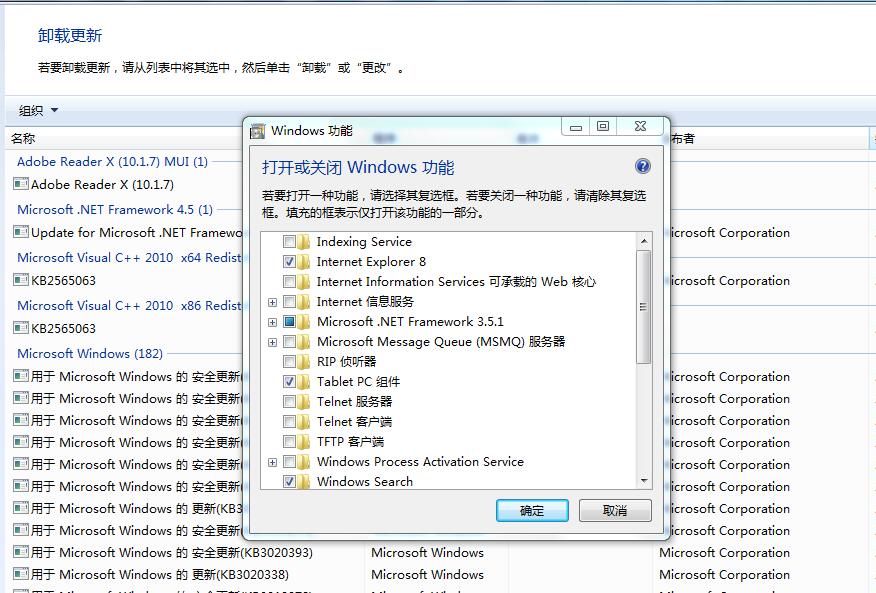 卸载更新
若要卸载更新，请从列表中将其选中，然后单击“卸载”或“更改”。
组织
名称
布者
Adobe Reader X (10.1.7) MUI (1)
Adobe Reader X (10.1.7)
Microsoft .NET Framework 4.5 (1)
Update for Microsoft .NET Framewo
icrosoft Corporation
Microsoft Visual C++ 2010 x64 Redist
KB2565063
icrosoft Corporation
Microsoft Visual C++ 2010 x86 Redist
KB2565063
icrosoft Corporation
Microsoft Windows (182)
用于 Microsoft Windows 的 安全更新(
icrosoft Corporation
用于 Microsoft Windows 的 安全更新(
icrosoft Corporation
用于 Microsoft Windows 的 安全更新(
icrosoft Corporation
用于 Microsoft Windows 的 安全更新(
icrosoft Corporation
用于 Microsoft Windows 的 安全更新(
icrosoft Corporation
用于 Microsoft Windows 的 安全更新(
icrosoft Corporation
用于 Microsoft Windows 的 更新(KB3
icrosoft Corporation
用于 Microsoft Windows 的 安全更新(
icrosoft Corporation
用于 Microsoft Windows 的 安全更新(KB3020393)
Microsoft Windows
Microsoft Corporation
用于 Microsoft Windows 的 更新(KB3020338)
Microsoft Windows
Microsoft Corporation
Windows 功能
打开或关闭 Windows 功能
若要打开一种功能，请选择其复选框。若要关闭一种功能，请清除其复选
框。填充的框表示仅打开该功能的一部分。
Indexing Service
Internet Explorer 8
Internet Information Services 可承载的 Web 核心
Internet 信息服务
Microsoft .NET Framework 3.5.1
Microsoft Message Queue (MSMQ) 服务器
RIP 侦听器
Tablet PC 组件
Telnet 服务器
Telnet 客户端
TFTP 客户端
Windows Process Activation Service
Windows Search
确定
取消